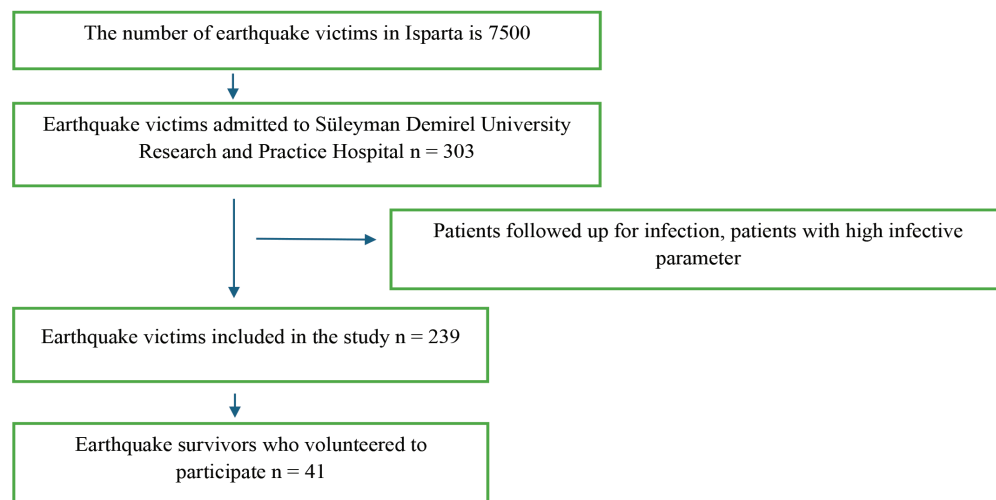 The number of earthquake victims in Isparta is 7500
Earthquake victims admitted to Süleyman Demirel University
Research and Practice Hospital n = 303
Patients followed up for infection, patients with high infective
parameter
Earthquake victims included in the study n = 239
Earthquake survivors who volunteered to
participate n = 41